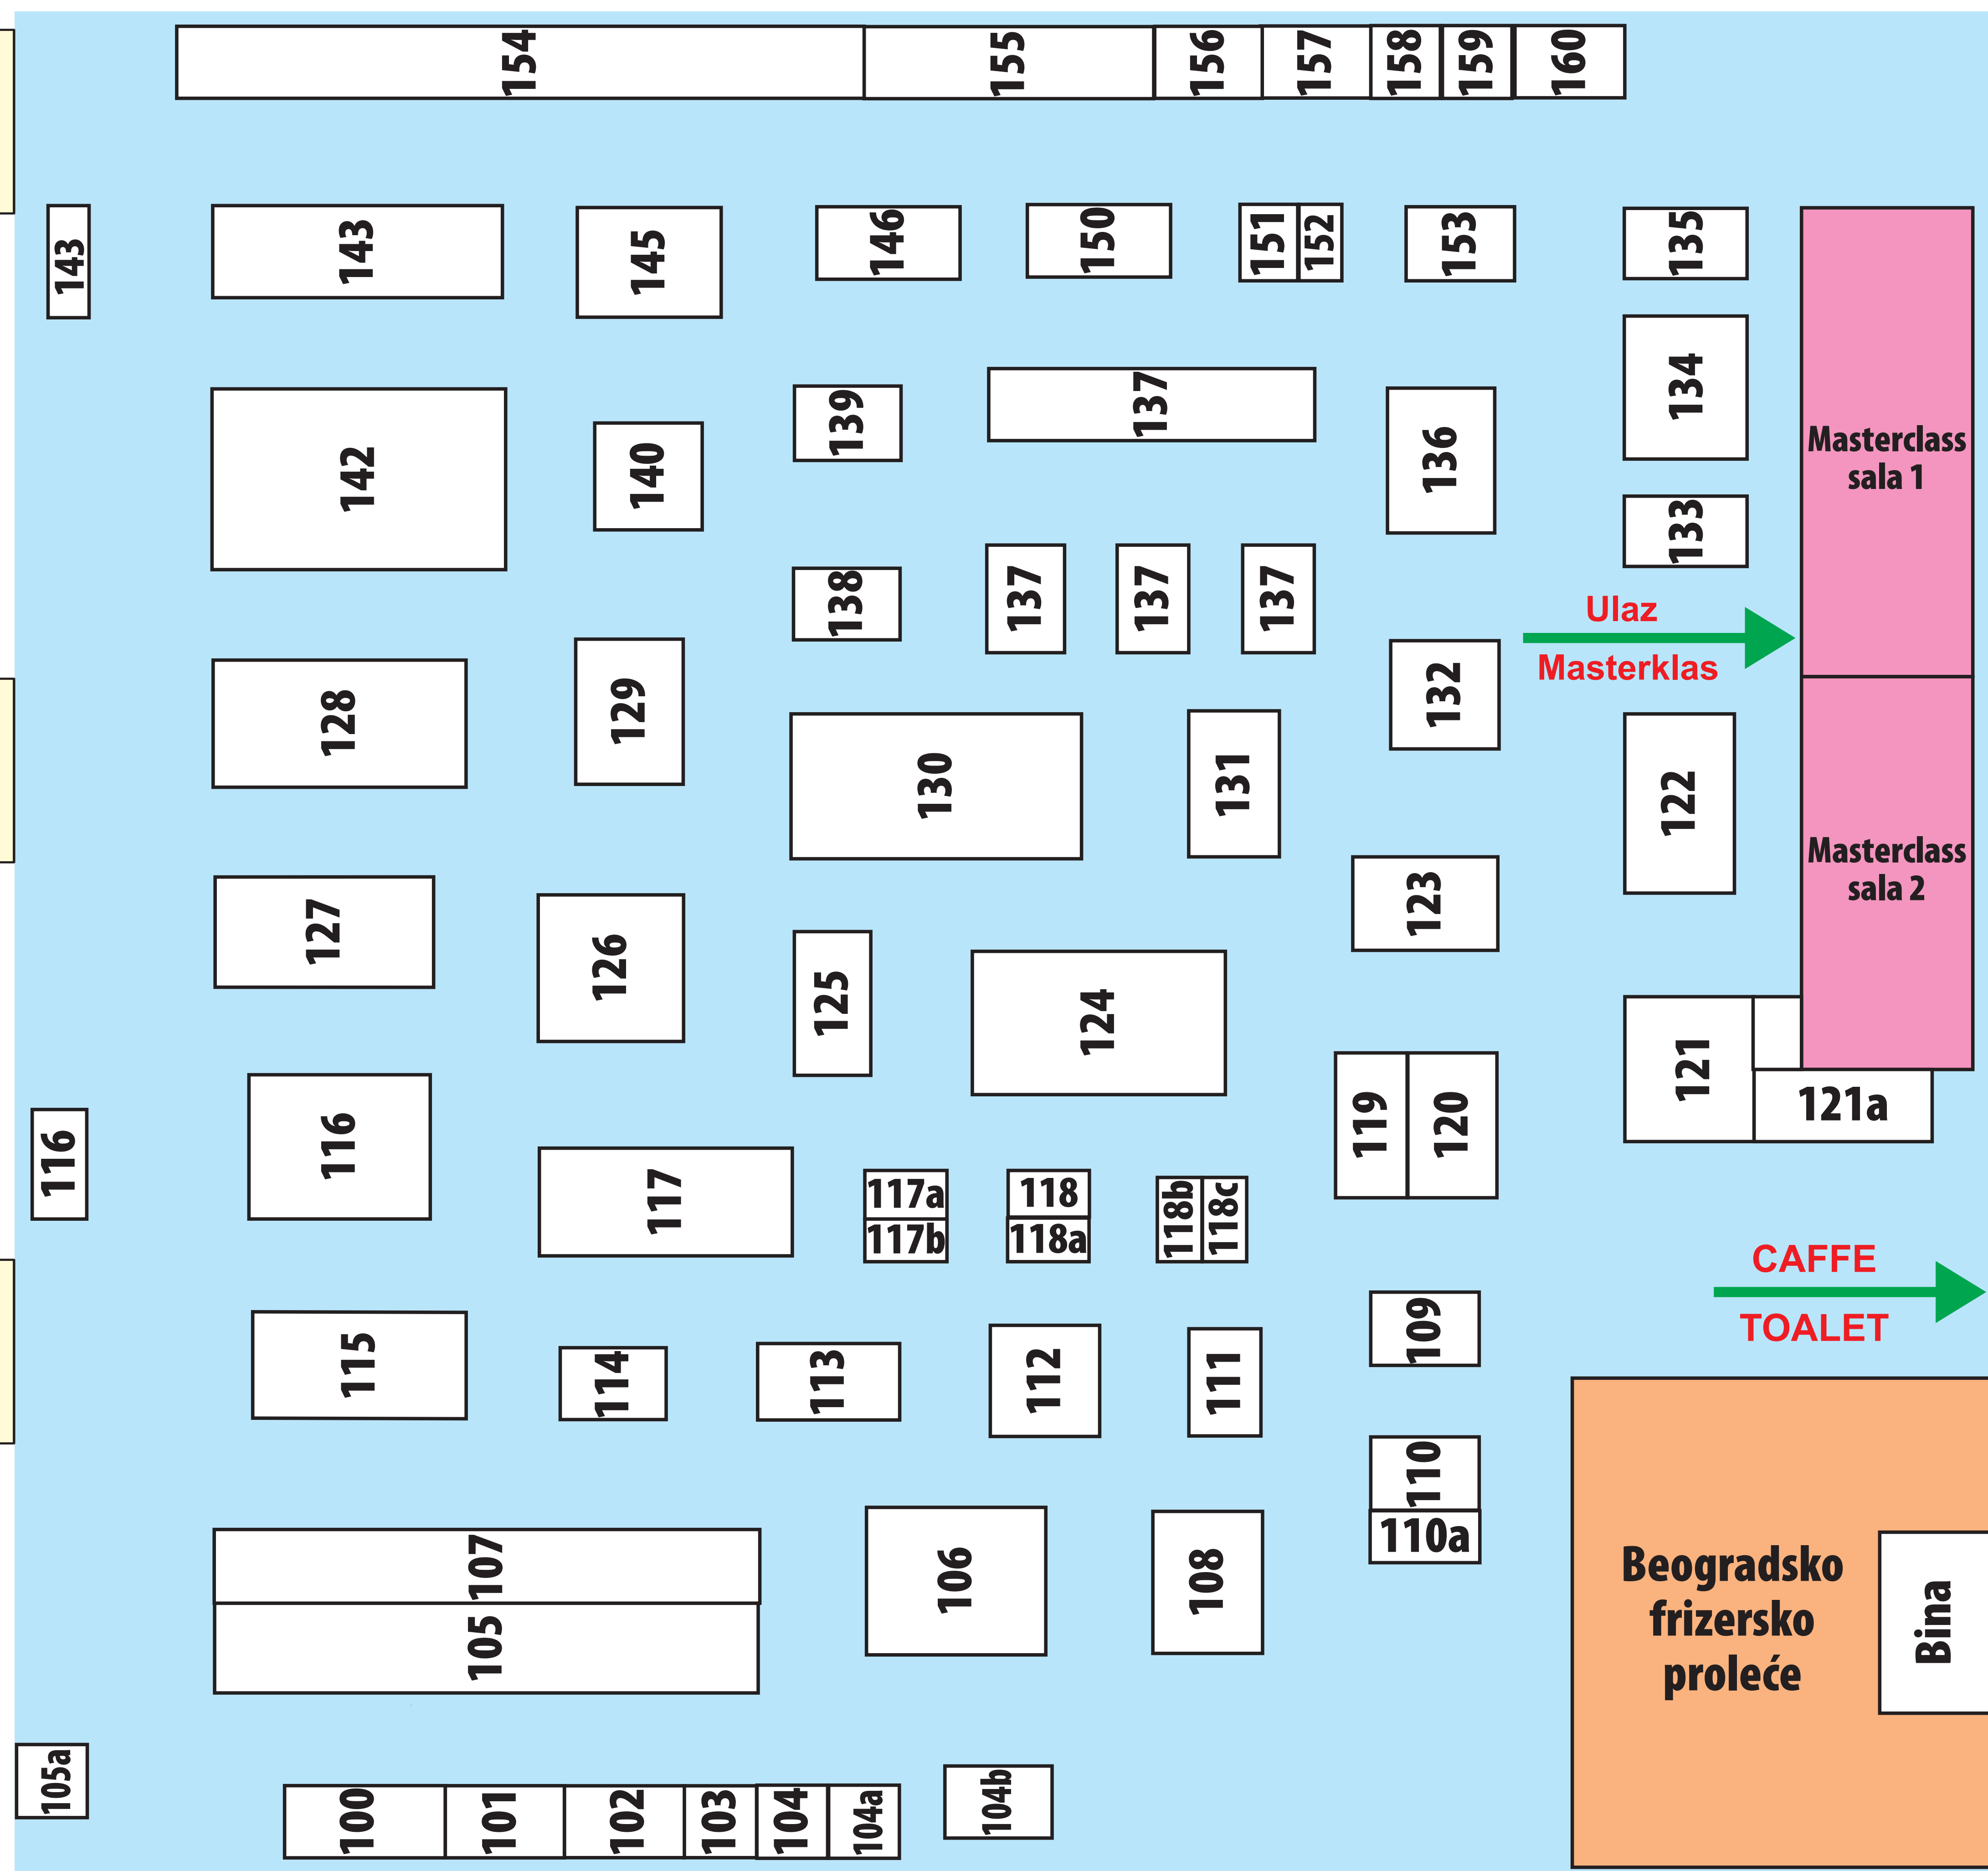 154
155
156
157
158
159
160
143
143
145
146
150
151
152
153
135
142
140
139
137
136
134
Masterclass
sala 1
133
138
137
137
137
Ulaz
Masterklas
128
129
130
131
132
122
Masterclass
sala 2
127
126
125
124
123
119
120
121
121a
116
116
117
117a
117b
118
118a
118b
118c
CAFFE
TOALET
115
114
113
112
111
109
110
110a
107
105
106
108
Beogradsko
frizersko
proleće
Bina
105a
100
101
102
103
104
104a
104b